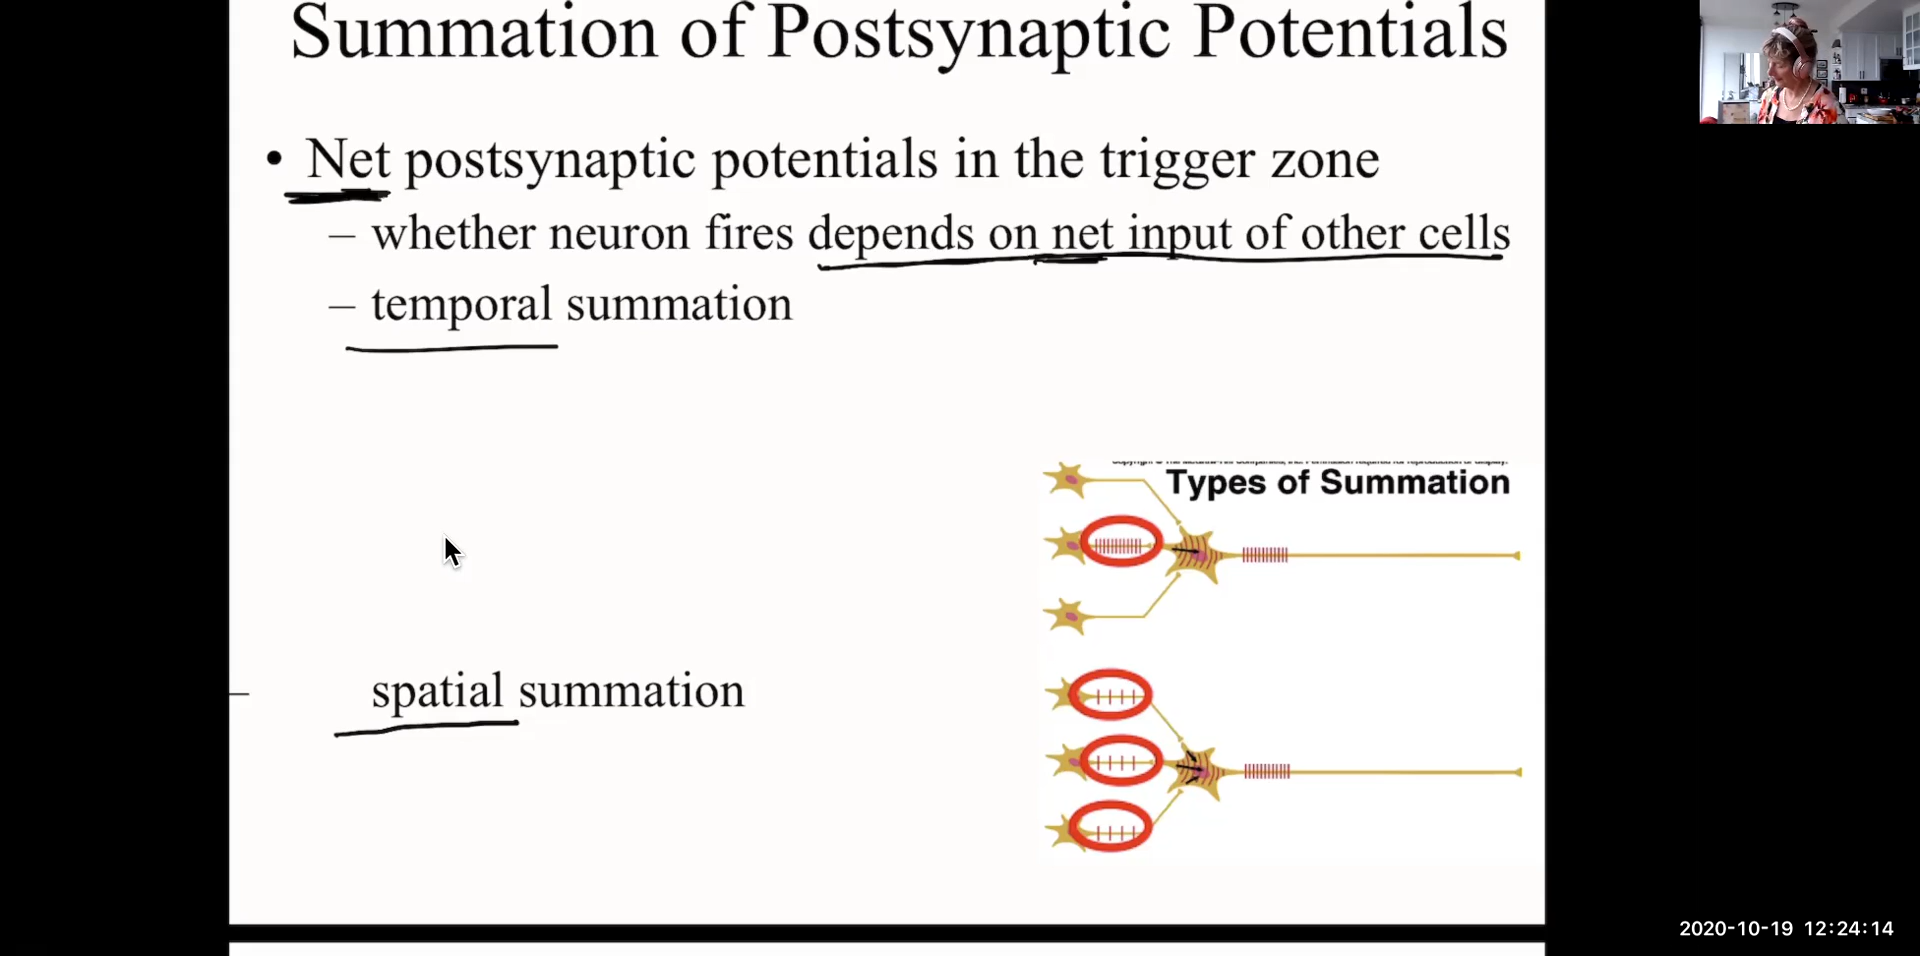 Summation of Postsynaptic Potentials
• Net postsynaptic potentials in the trigger zone
– whether neuron fires depends on net input of other cells
– temporal summation
Types of Summation
– spatial summation
2020-10-19 12:24:14